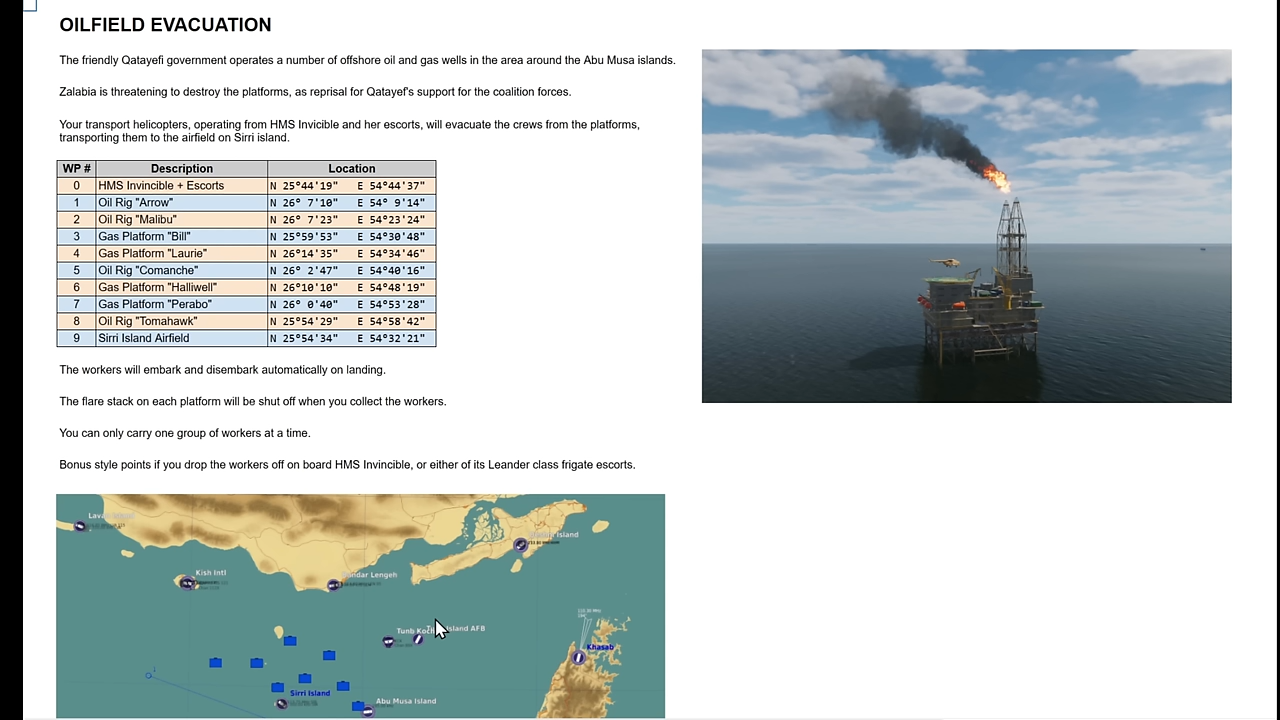 OILFIELD EVACUATION
The friendly Qatayefi government operates a number of offshore oil and gas wells in the area around the Abu Musa islands.
Zalabia is threatening to destroy the platforms, as reprisal for Qatayef's support for the coalition forces.
Your transport helicopters, operating from HMS Invicible and her escorts, will evacuate the crews from the platforms,
transporting them to the airfield on Sirri island.
WP # Description Location
0 HMS Invincible + Escorts N 25°44'19" E 54°44'37"
1 Oil Rig "Arrow" N 26° 7'10" E 54° 9'14"
2 Oil Rig "Malibu" N 26° 7'23" E 54°23'24"
3 Gas Platform "Bill" N 25°59'53" E 54°30'48"
4 Gas Platform "Laurie" N 26°14'35" E 54°34'46"
5 Oil Rig "Comanche" N 26° 2'47" E 54°40'16"
6 Gas Platform "Halliwell" N 26°10'10" E 54°48'19"
7 Gas Platform "Perabo" N 26° 0'40" E 54°53'28"
8 Oil Rig "Tomahawk" N 25°54'29" E 54°58'42"
9 Sirri Island Airfield N 25°54'34" E 54°32'21"
The workers will embark and disembark automatically on landing.
The flare stack on each platform will be shut off when you collect the workers.
You can only carry one group of workers at a time.
Bonus style points if you drop the workers off on board HMS Invincible, or either of its Leander class frigate escorts.
Island
Kish Intl
Lengeh
Tunb Island AFB
Khasab
Sirri Island
Abu Musa Island